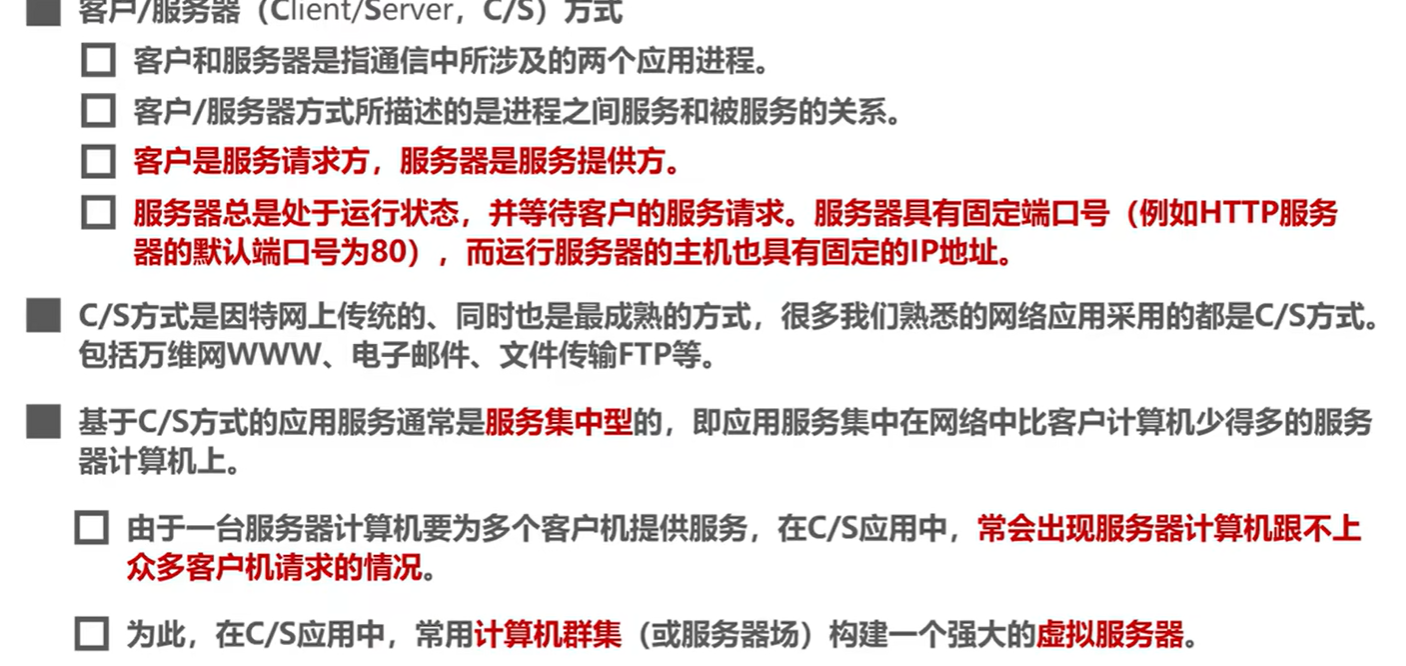 客户/服务器（Client/Server，C/S）方式
客户和服务器是指通信中所涉及的两个应用进程。
客户/服务器方式所描述的是进程之间服务和被服务的关系。
客户是服务请求方，服务器是服务提供方。
服务器总是处于运行状态，并等待客户的服务请求。服务器具有固定端口号（例如HTTP服务
器的默认端口号为80），而运行服务器的主机也具有固定的IP地址。
C/S方式是因特网上传统的、同时也是最成熟的方式，很多我们熟悉的网络应用采用的都是C/S方式。
包括万维网WWW、电子邮件、文件传输FTP等。
基于C/S方式的应用服务通常是服务集中型的，即应用服务集中在网络中比客户计算机少得多的服务
器计算机上。
由于一台服务器计算机要为多个客户机提供服务，在C/S应用中，常会出现服务器计算机跟不上
众多客户机请求的情况。
为此，在C/S应用中，常用计算机群集（或服务器场）构建一个强大的虚拟服务器。